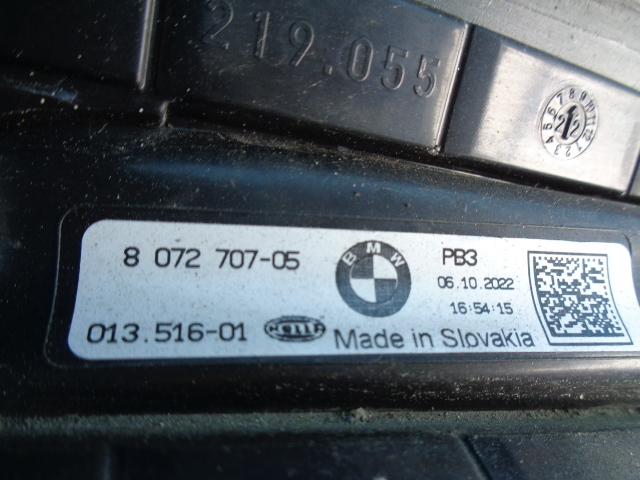 219.055
8 072 707-05
BMW
PB3
06.10.2022
16:54:15
013.516-01
HELLA
Made in Slovakia